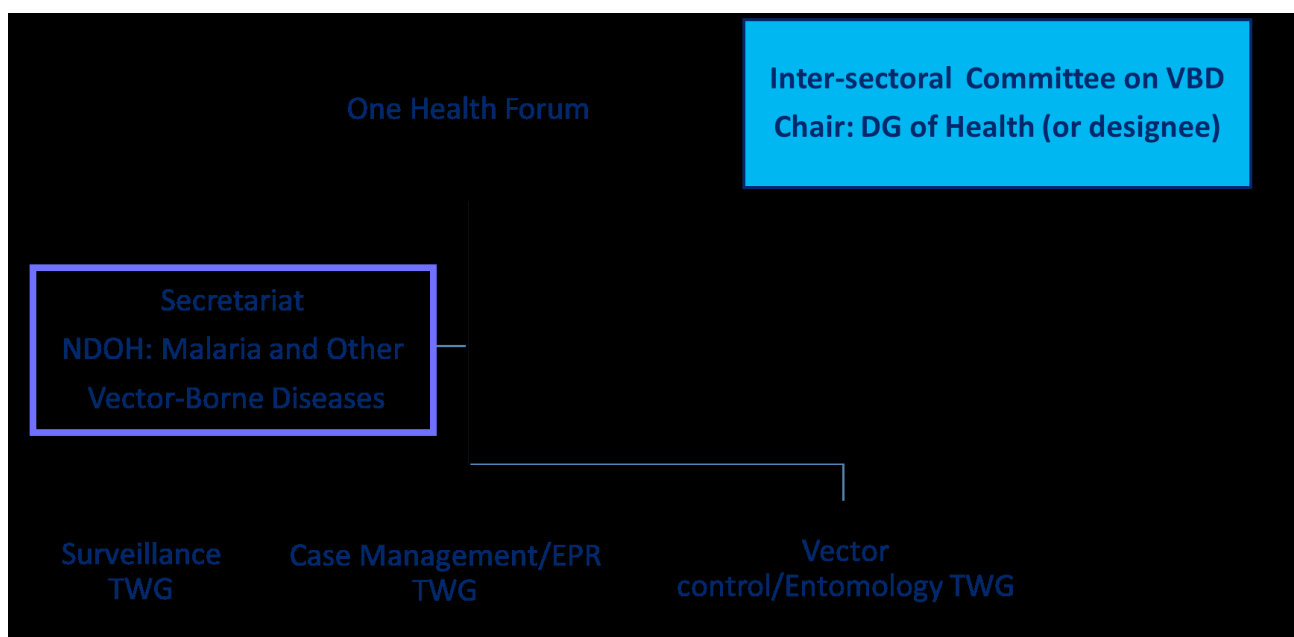 One Health Forum
Inter-sectoral Committee on VBD
Chair: DG of Health (or designee)
Secretariat
NDOH: Malaria and Other
Vector-Borne Diseases
Surveillance
TWG
Case Management/EPR
TWG
Vector
control/Entomology TWG